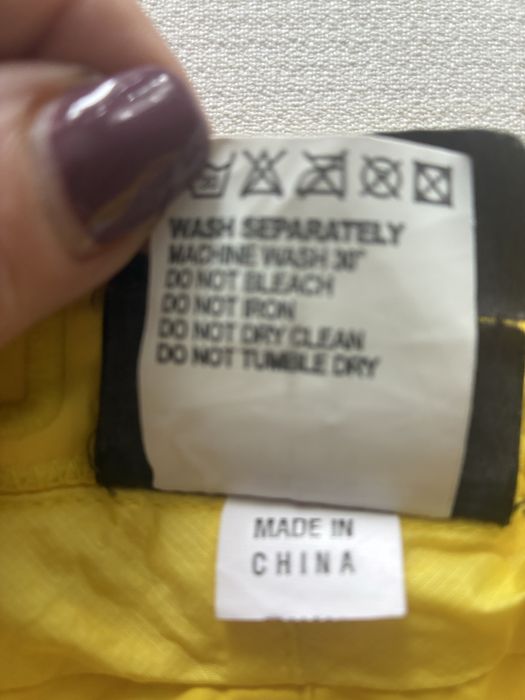 30
WASH SEPARATELY
MACHINE WASH 30°
DO NOT BLEACH
DO NOT IRON
DO NOT DRY CLEAN
DO NOT TUMBLE DRY
MADE IN
CHINA